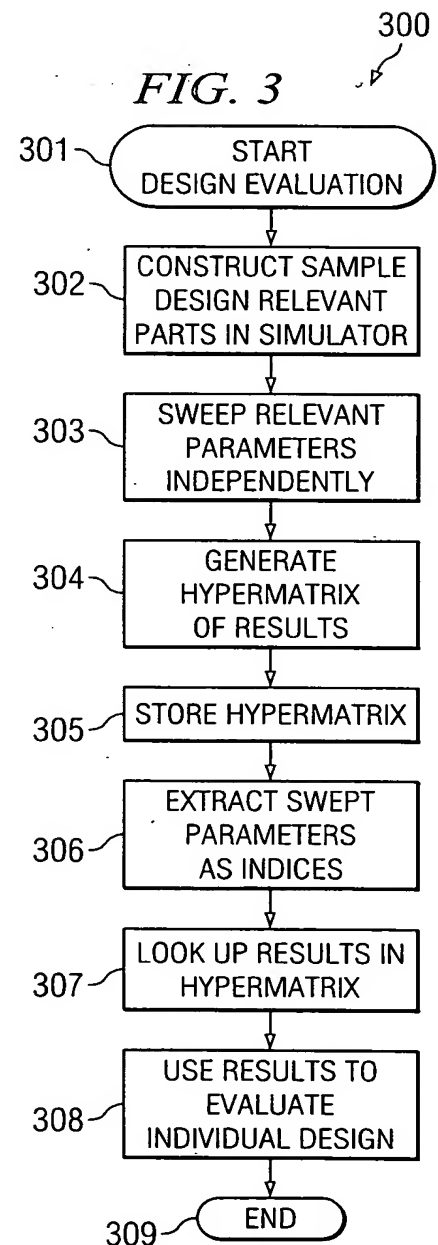 300
FIG. 3
301
START
DESIGN EVALUATION
302
CONSTRUCT SAMPLE
DESIGN RELEVANT
PARTS IN SIMULATOR
303
SWEEP RELEVANT
PARAMETERS
INDEPENDENTLY
304
GENERATE
HYPERMATRIX
OF RESULTS
305
STORE HYPERMATRIX
306
EXTRACT SWEPT
PARAMETERS
AS INDICES
307
LOOK UP RESULTS IN
HYPERMATRIX
308
USE RESULTS TO
EVALUATE
INDIVIDUAL DESIGN
309
END